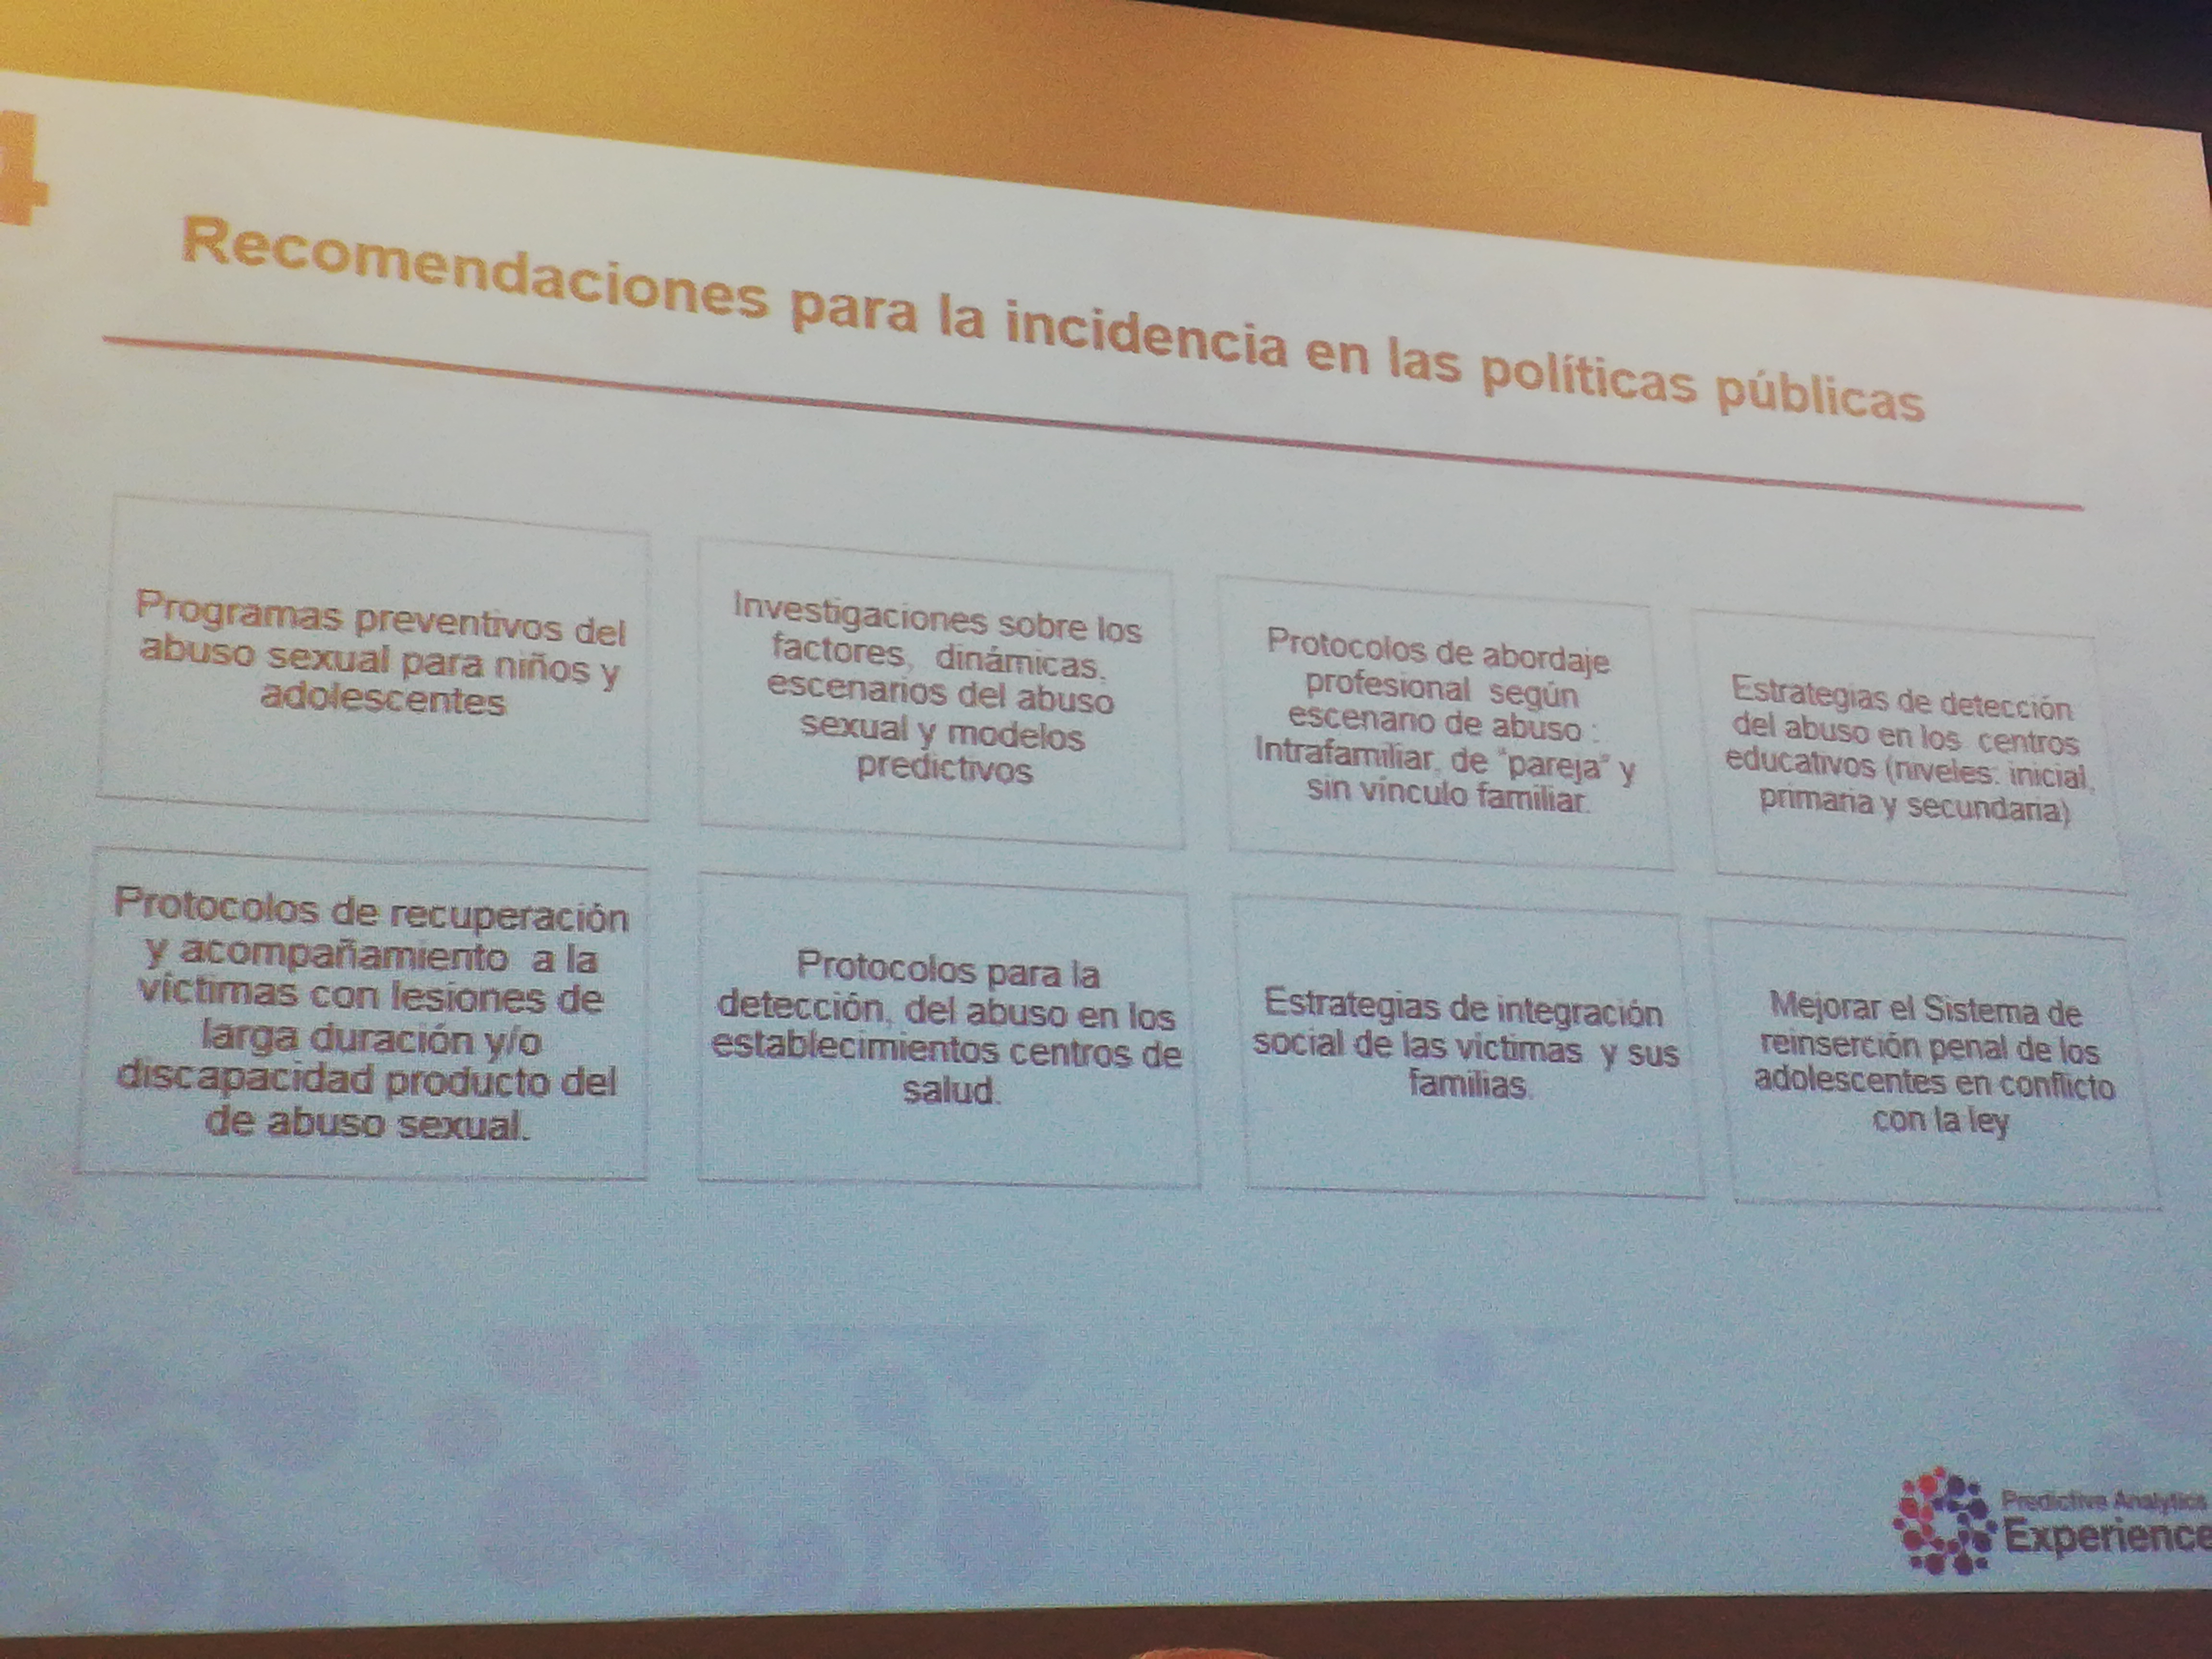 4
Recomendaciones para la incidencia en las políticas públicas
Programas preventivos del
abuso sexual para niños y
adolescentes
Investigaciones sobre los
factores, dinámicas,
escenarios del abuso
sexual y modelos
predictivos
Protocolos de abordaje
profesional según
escenario de abuso :
Intrafamiliar, de "pareja" y
sin vínculo familiar.
Estrategias de detección
del abuso en los centros
educativos (niveles: inicial,
primaria y secundaria)
Protocolos de recuperación
y acompañamiento a la
víctimas con lesiones de
larga duración y/o
discapacidad producto del
de abuso sexual.
Protocolos para la
detección, del abuso en los
establecimientos centros de
salud.
Estrategias de integración
social de las victimas y sus
familias.
Mejorar el Sistema de
reinserción penal de los
adolescentes en conflicto
con la ley
Predictive Analytics
Experience